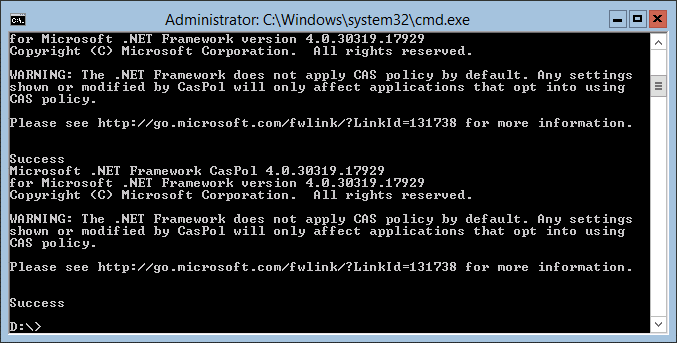 Administrator: C:\Windows\system32\cmd.exe
for Microsoft .NET Framework version 4.0.30319.17929
Copyright (C) Microsoft Corporation.  All rights reserved.
WARNING: The .NET Framework does not apply CAS policy by default. Any settings
shown or modified by CasPol will only affect applications that opt into using
CAS policy.
Please see http://go.microsoft.com/fwlink/?LinkId=131738 for more information.
Success
Microsoft .NET Framework CasPol 4.0.30319.17929
for Microsoft .NET Framework version 4.0.30319.17929
Copyright (C) Microsoft Corporation.  All rights reserved.
WARNING: The .NET Framework does not apply CAS policy by default. Any settings
shown or modified by CasPol will only affect applications that opt into using
CAS policy.
Please see http://go.microsoft.com/fwlink/?LinkId=131738 for more information.
Success
D:\>